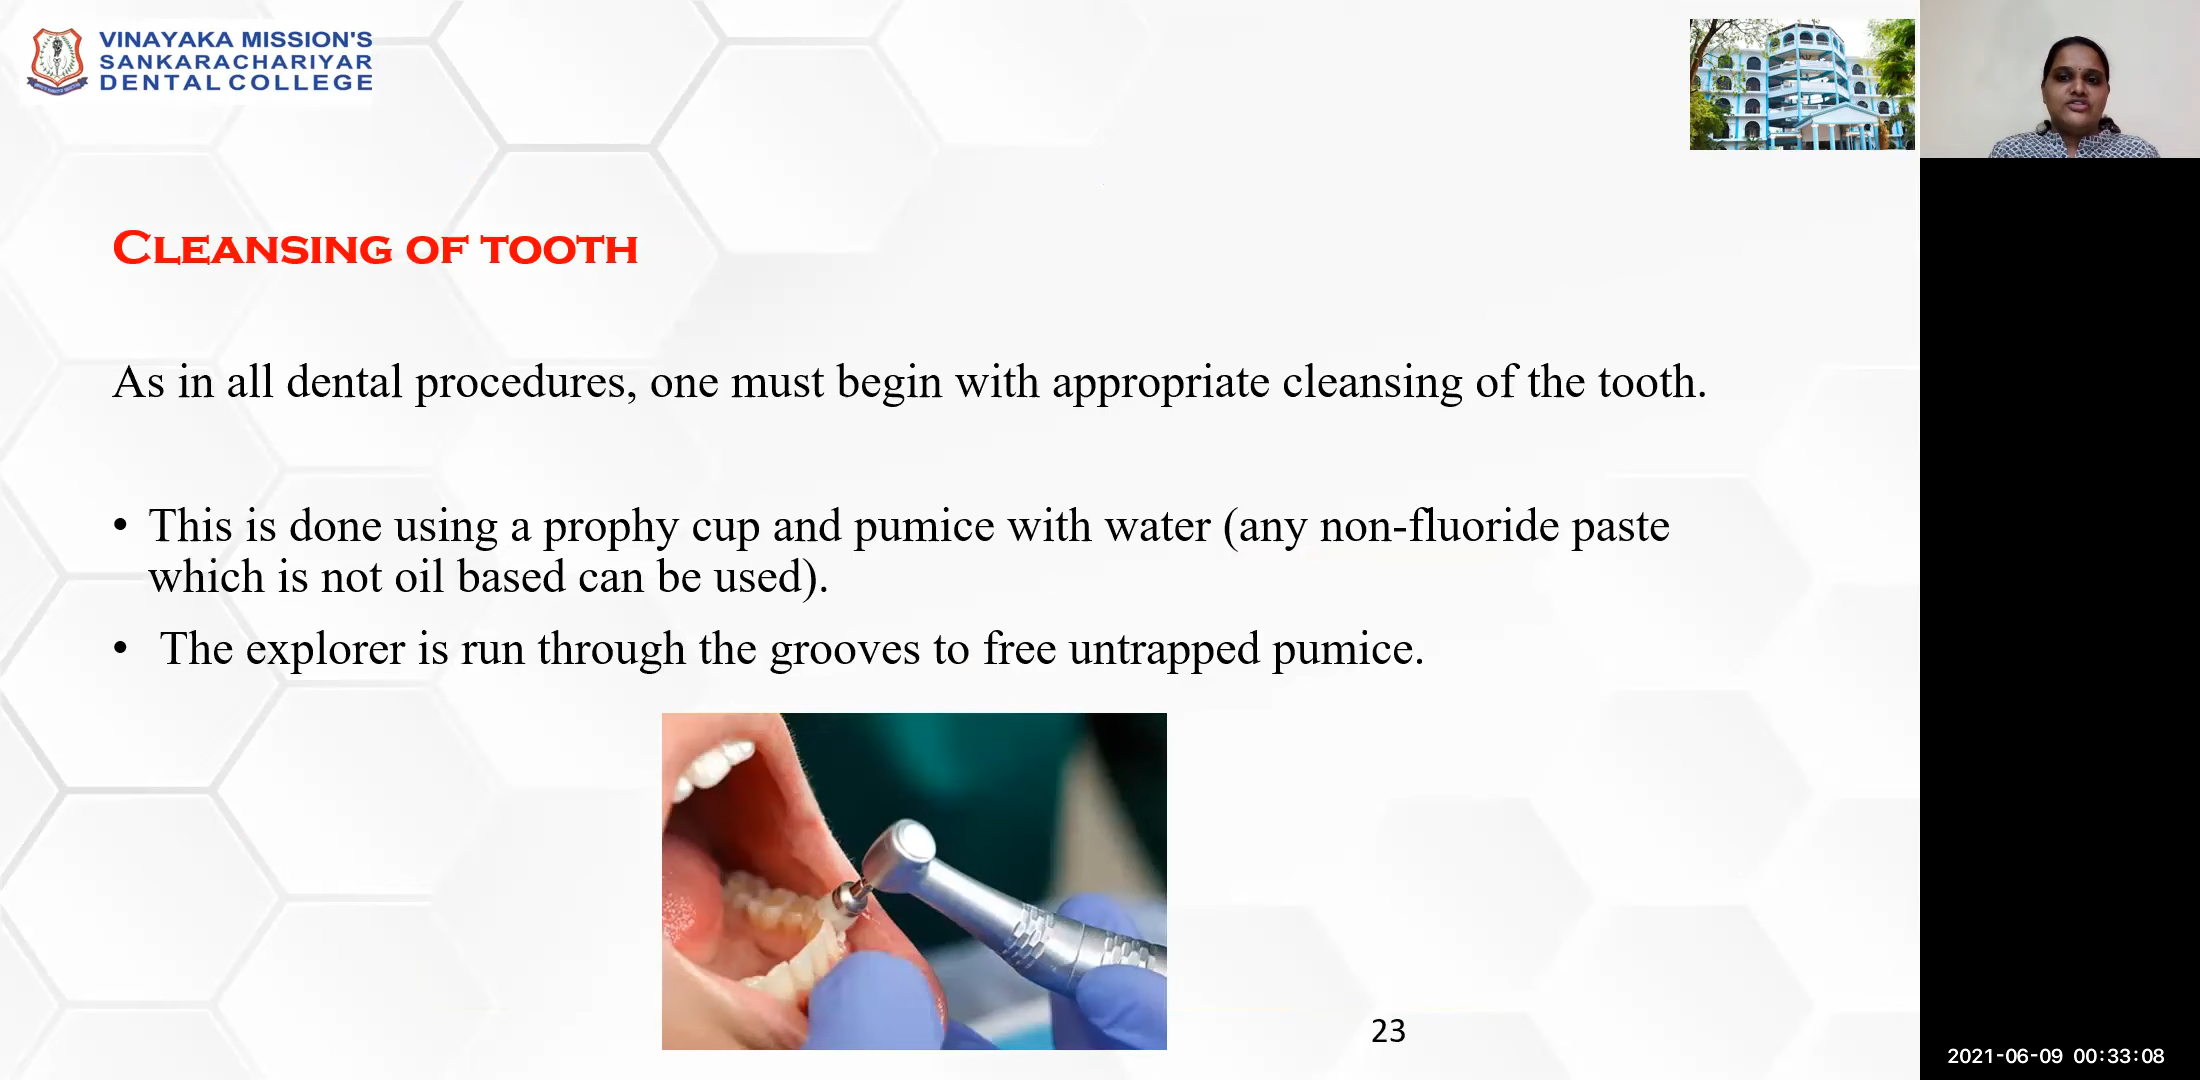 VINAYAKA MISSION'S
SANKARACHARIYAR
DENTAL COLLEGE
CLEANSING OF TOOTH
As in all dental procedures, one must begin with appropriate cleansing of the tooth.
• This is done using a prophy cup and pumice with water (any non-fluoride paste
which is not oil based can be used).
• The explorer is run through the grooves to free untrapped pumice.
23
2021-06-09 00:33:08